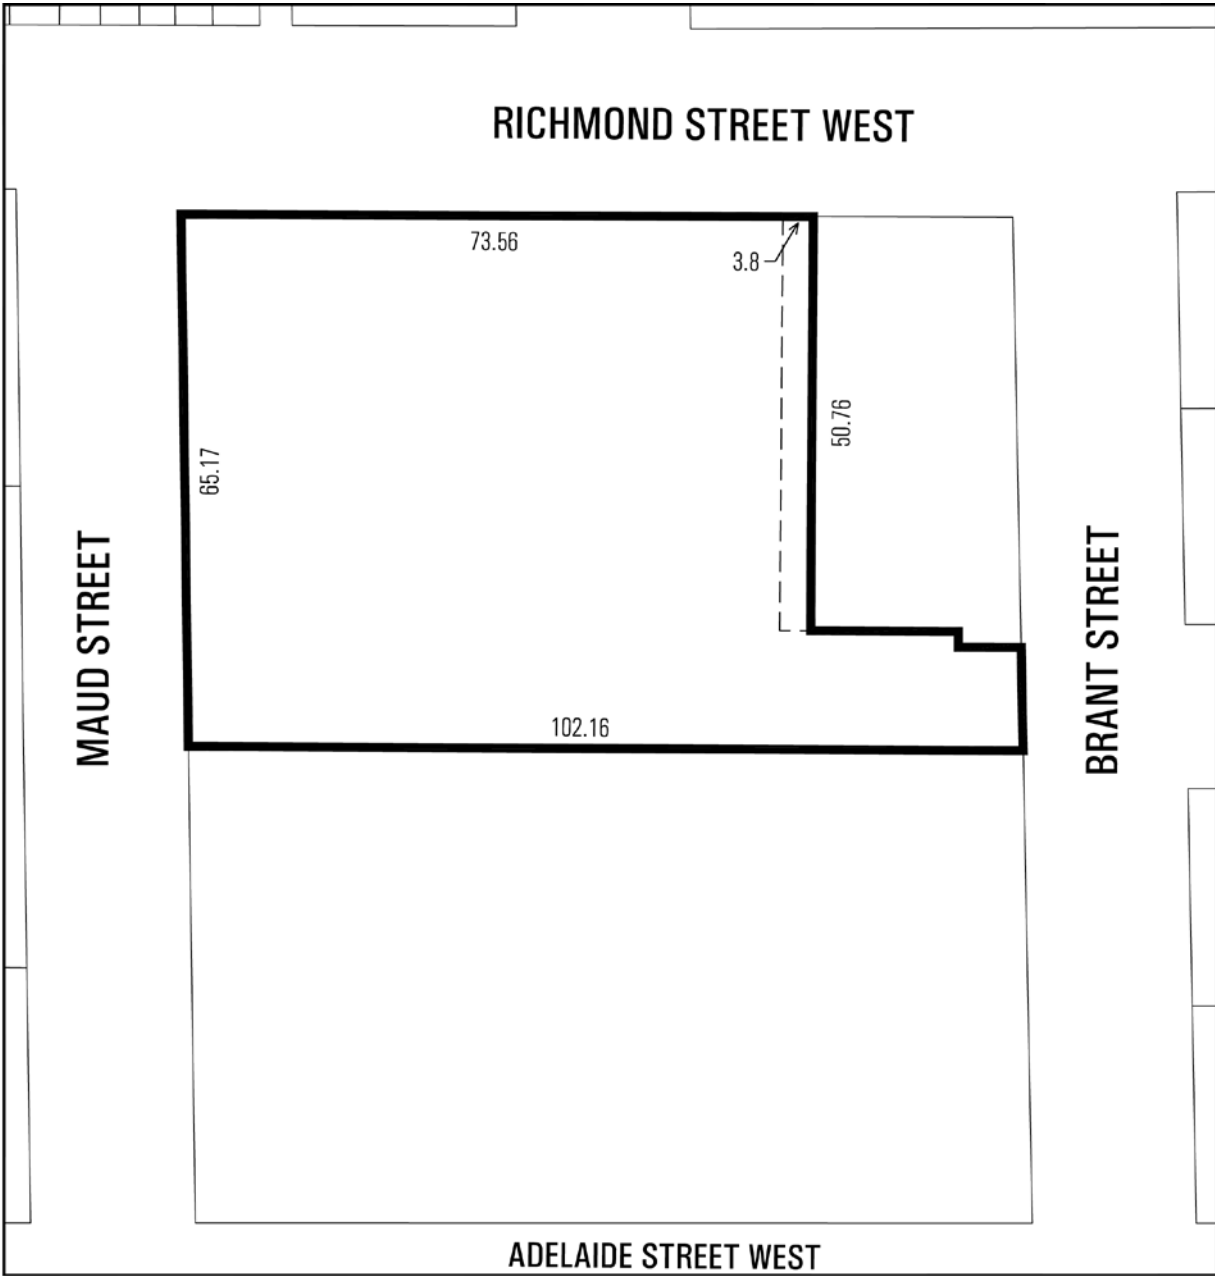 RICHMOND STREET WEST
73.56
3.8
50.76
65.17
MAUD STREET
BRANT STREET
102.16
ADELAIDE STREET WEST